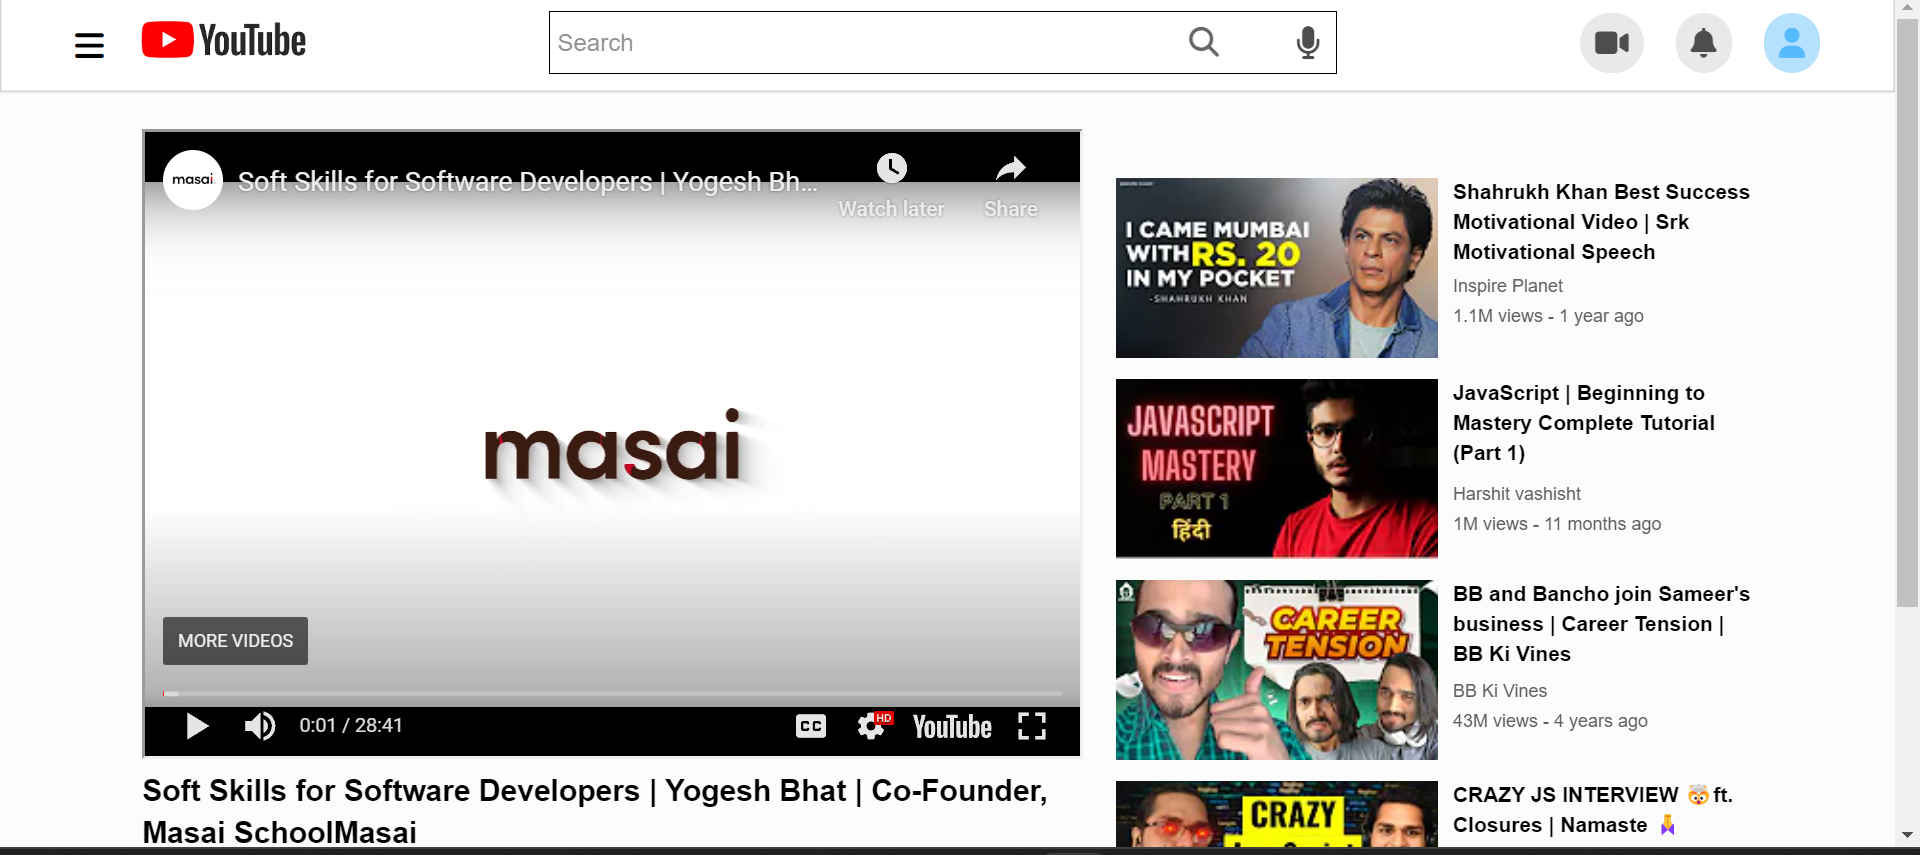 YouTube
Search
masai.
Soft Skills for Software Developers | Yogesh Bh...
Watch later
Share
masai
MORE VIDEOS
0:01 / 28:41
CC
HD
YouTube
Soft Skills for Software Developers | Yogesh Bhat | Co-Founder,
Masai SchoolMasai
I CAME MUMBAI
WITH RS. 20
IN MY POCKET
-SHAHRUKH KHAN
Shahrukh Khan Best Success
Motivational Video | Srk
Motivational Speech
Inspire Planet
1.1M views - 1 year ago
JAVASCRIPT
MASTERY
PART 1
हिंदी
JavaScript | Beginning to
Mastery Complete Tutorial
(Part 1)
Harshit vashisht
1M views - 11 months ago
CAREER
TENSION
BB and Bancho join Sameer's
business | Career Tension |
BB Ki Vines
BB Ki Vines
43M views - 4 years ago
CRAZY
CRAZY JS INTERVIEW 🤯 ft.
Closures | Namaste 🙏